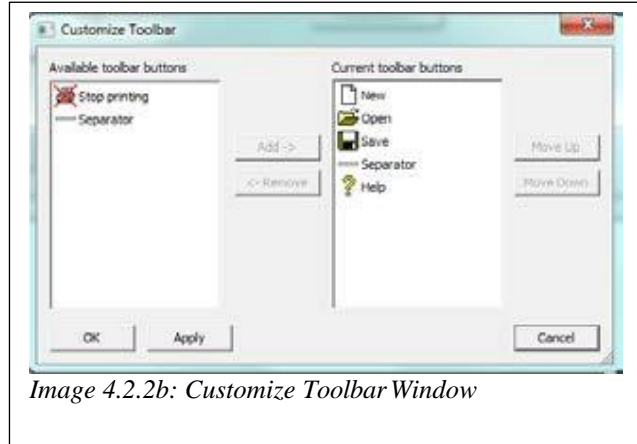 Customize Toolbar
Available toolbar buttons
Current toolbar buttons
Stop printing
Separator
New
Open
Save
Separator
Help
Add ->
<- Remove
Move Up
Move Down
OK
Apply
Cancel
Image 4.2.2b: Customize Toolbar Window